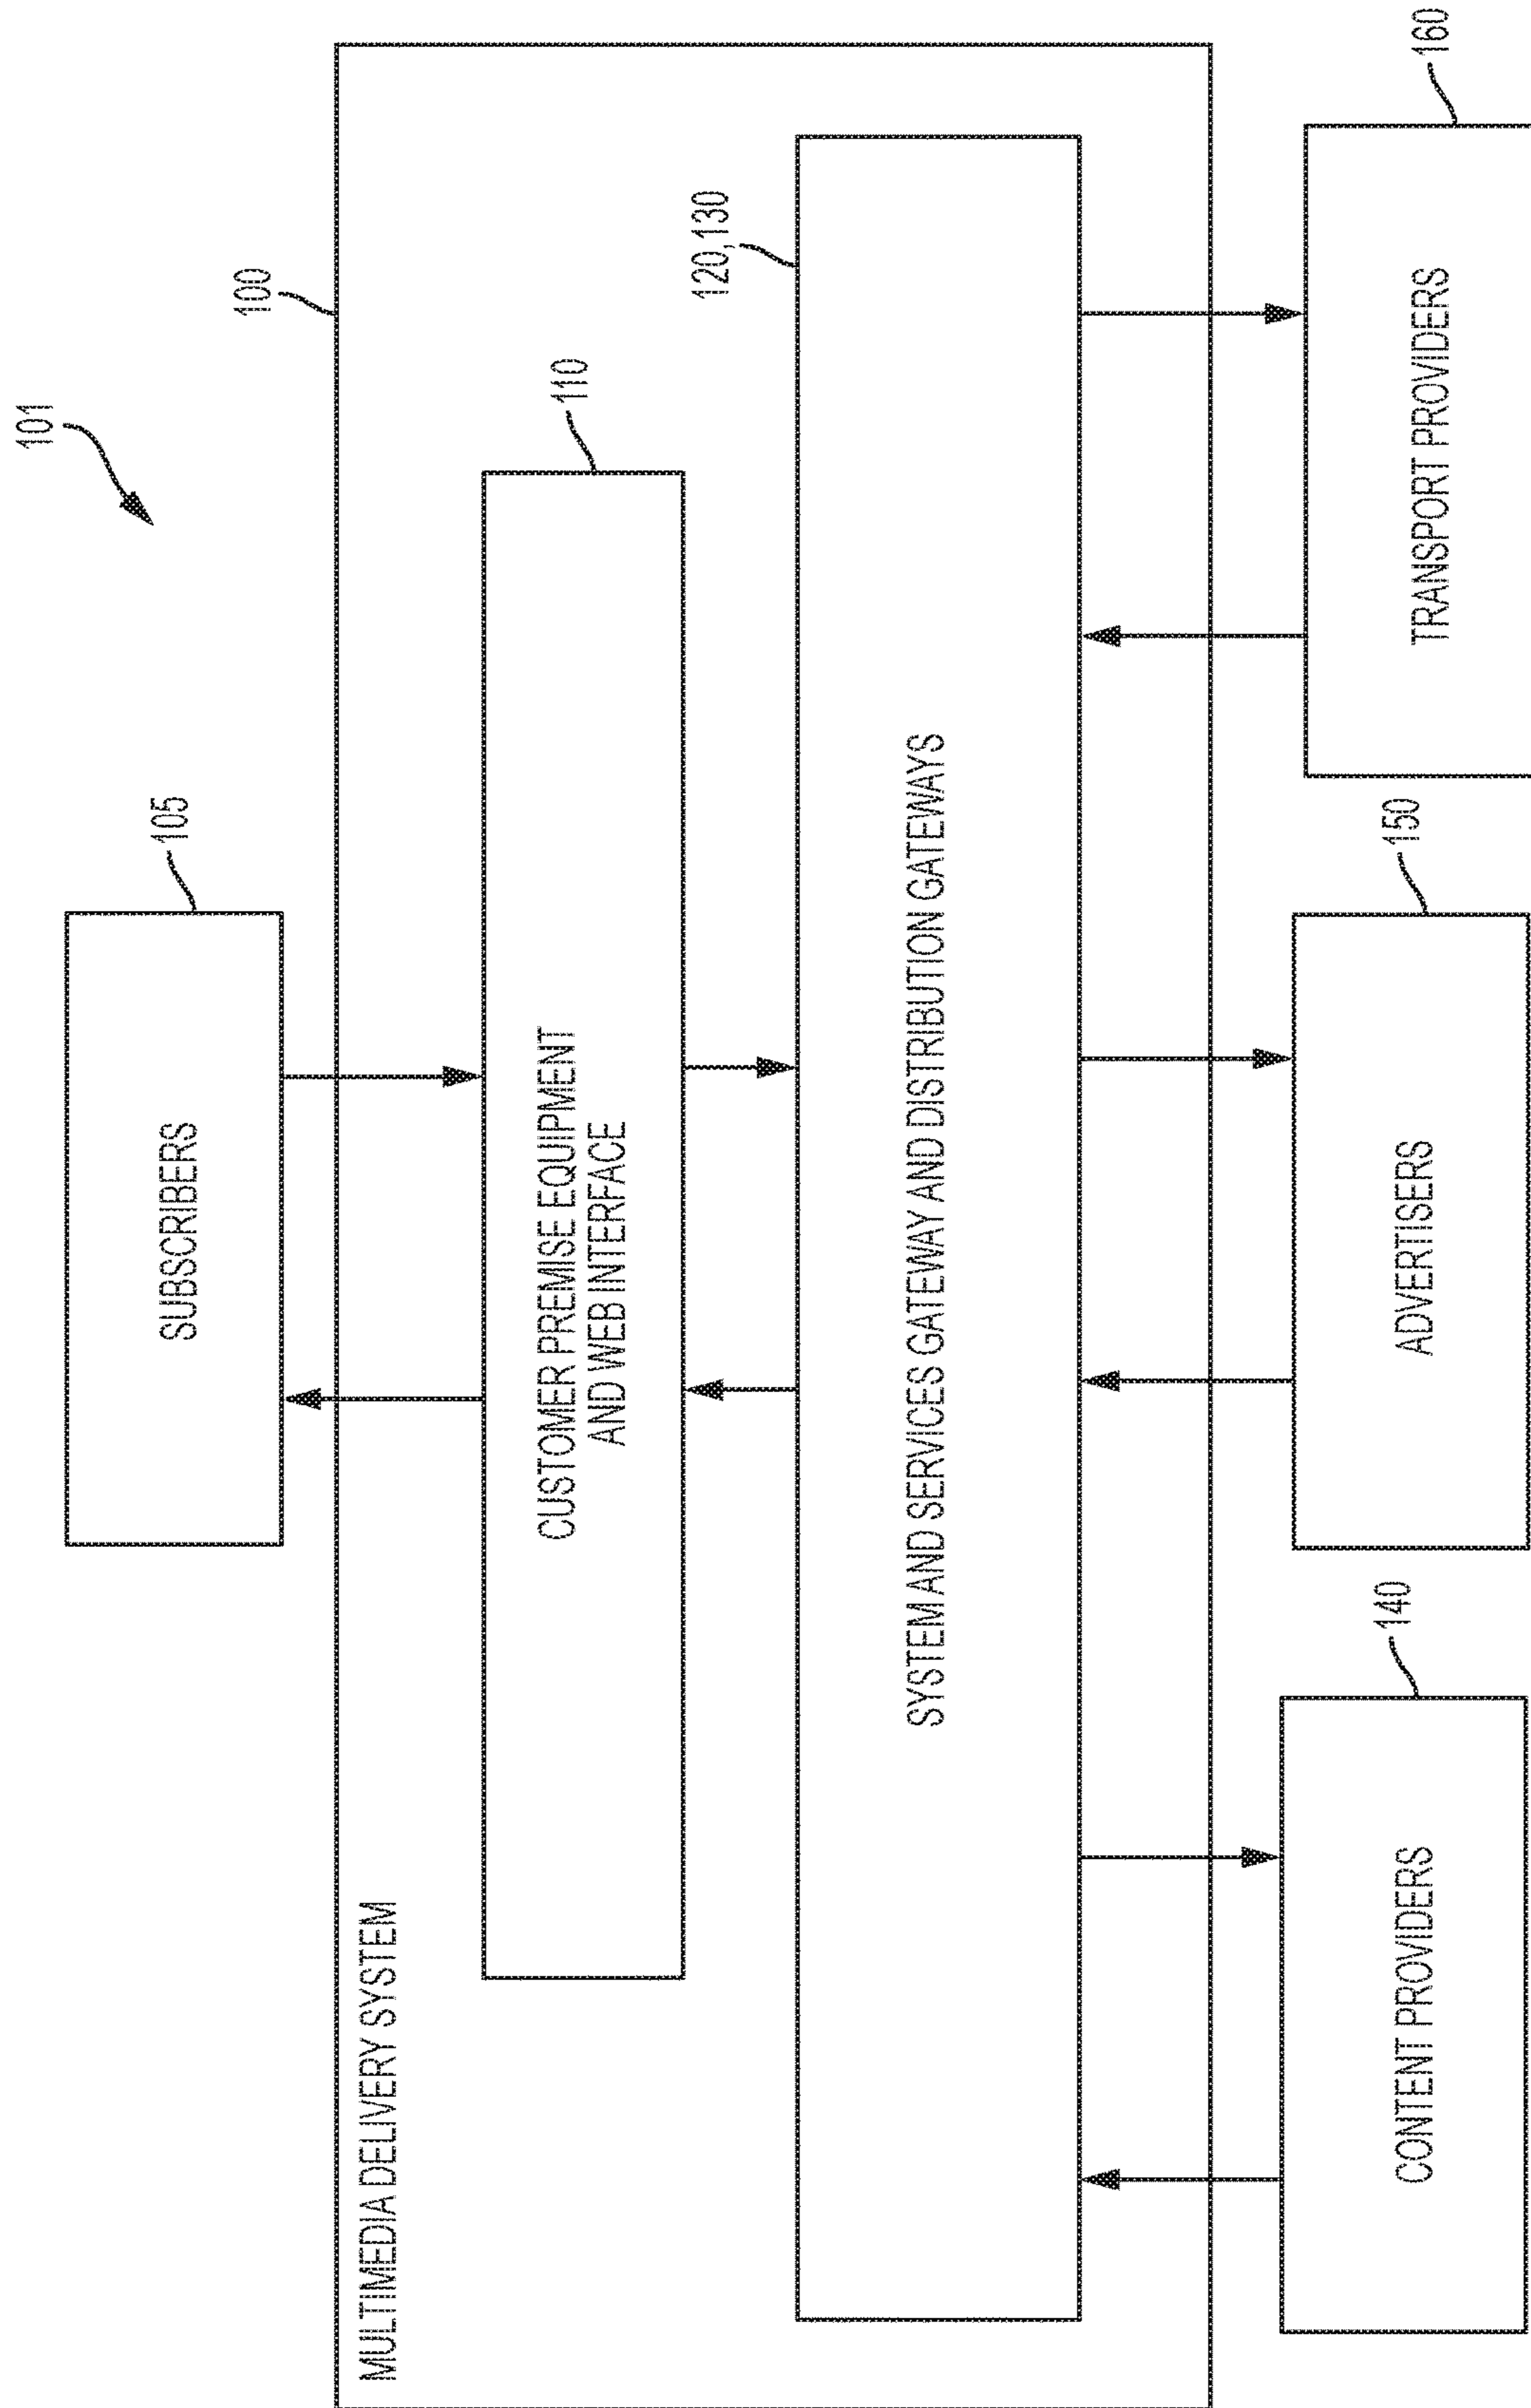 101
SUBSCRIBERS
105
MULTIMEDIA DELIVERY SYSTEM
100
CUSTOMER PREMISE EQUIPMENT
AND WEB INTERFACE
110
SYSTEM AND SERVICES GATEWAY AND DISTRIBUTION GATEWAYS
120,130
CONTENT PROVIDERS
140
ADVERTISERS
150
TRANSPORT PROVIDERS
160